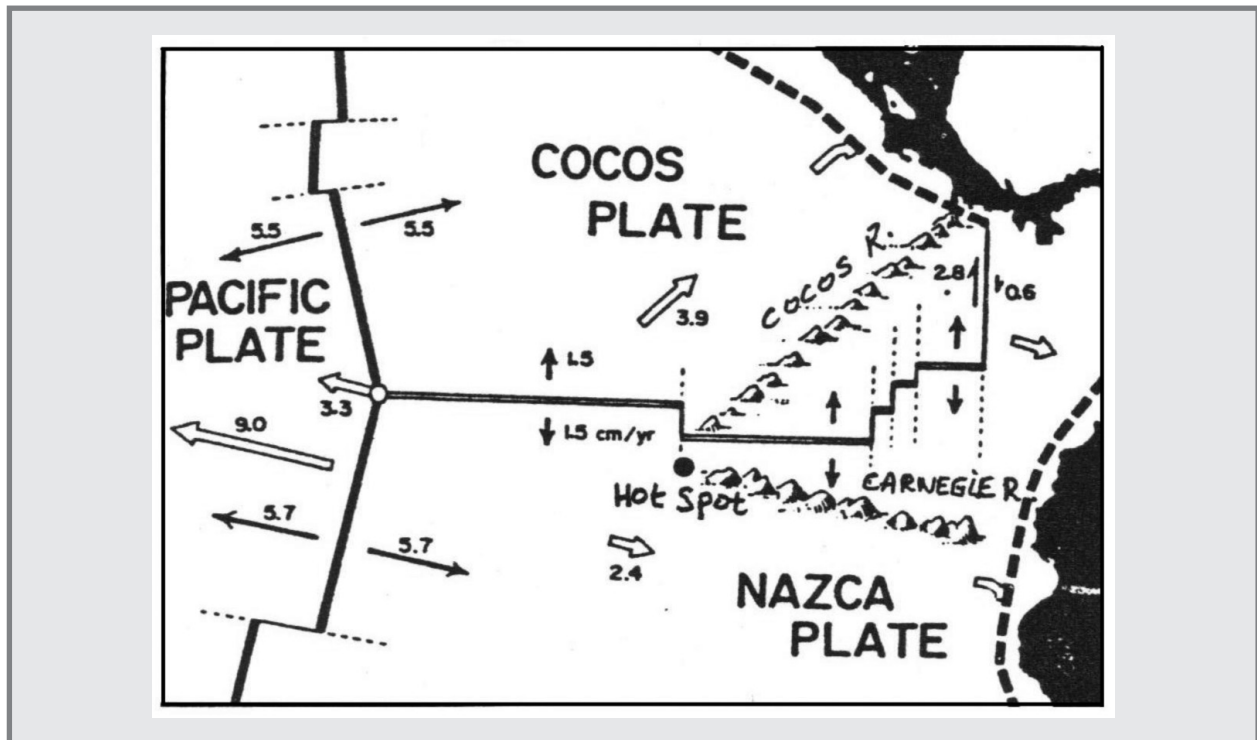 COCOS
PLATE
5.5
5.5
COCOS R.
2.8
0.6
PACIFIC
PLATE
3.9
1.5
3.3
9.0
1.5 cm/yr
Hot Spot
CARNEGIE R.
5.7
5.7
2.4
NAZCA
PLATE